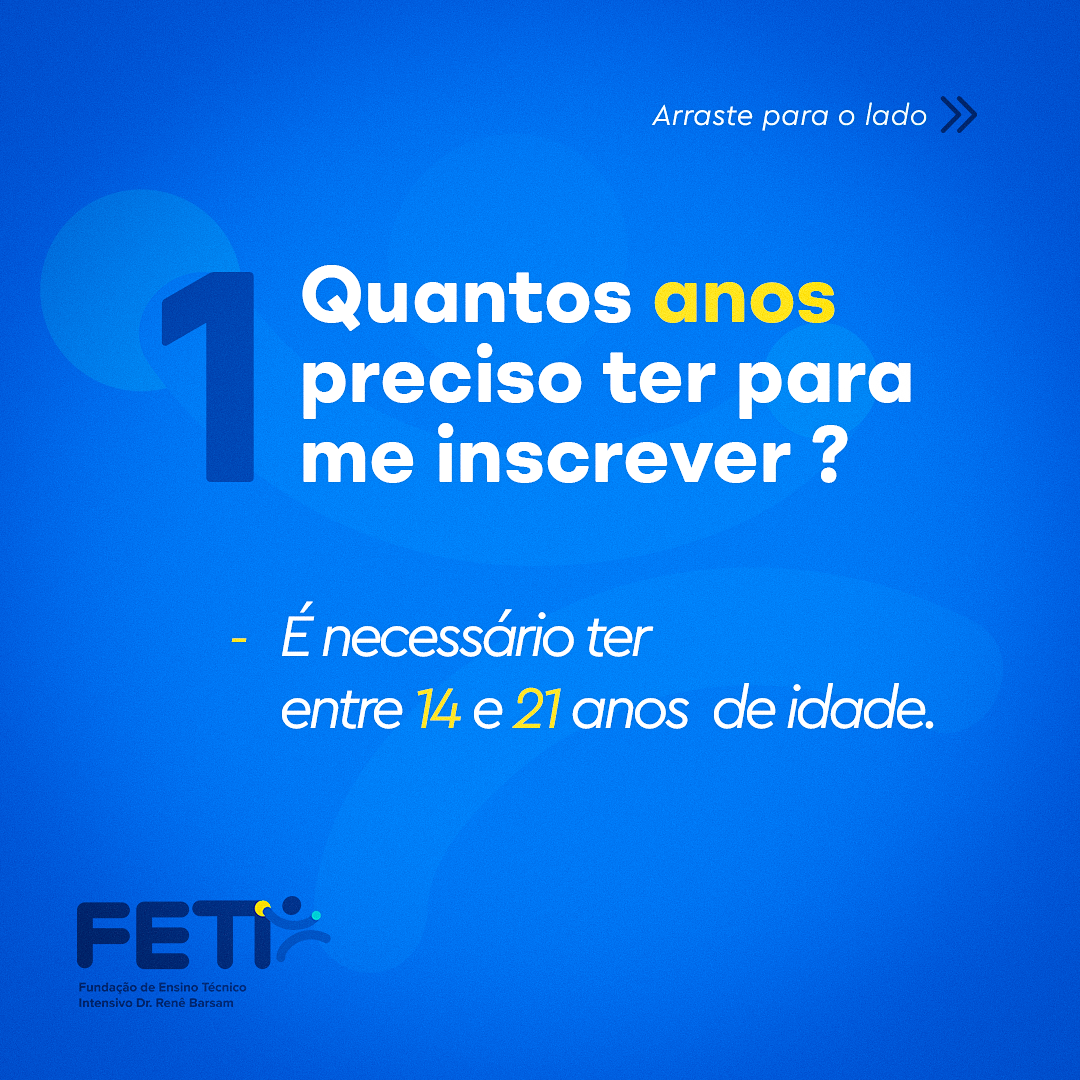 Arraste para o lado
1
Quantos anos
preciso ter para
me inscrever ?
- É necessário ter
entre 14 e 21 anos de idade.
FETI
Fundação de Ensino Técnico
Intensivo Dr. Renê Barsam